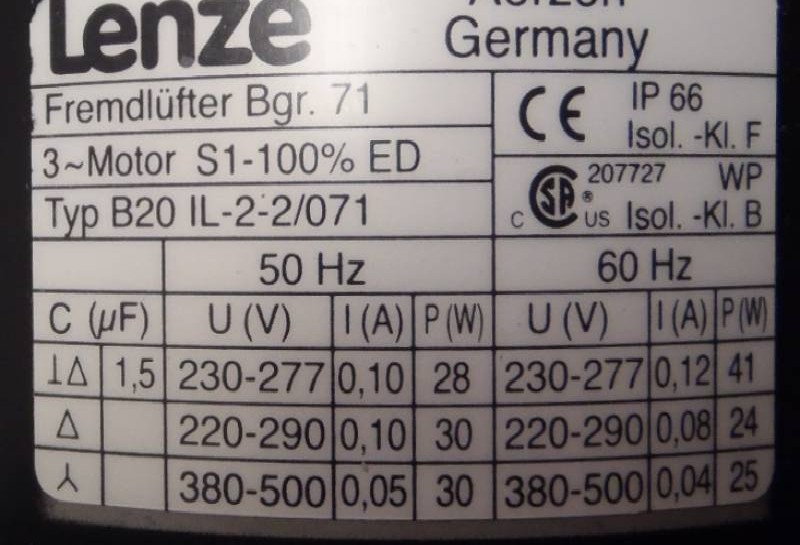 Lenze
Germany
Fremdlüfter Bgr. 71
3~Motor S1-100% ED
Typ B20 IL-2-2/071
CE IP 66
Isol. -Kl. F
207727 WP
C SA ® US Isol. -Kl. B
50 Hz 60 Hz
C (µF) U (V) I (A) P (W) U (V) I (A) P (W)
⊥Δ 1,5 230-277 0,10 28 230-277 0,12 41
Δ 220-290 0,10 30 220-290 0,08 24
⅄ 380-500 0,05 30 380-500 0,04 25